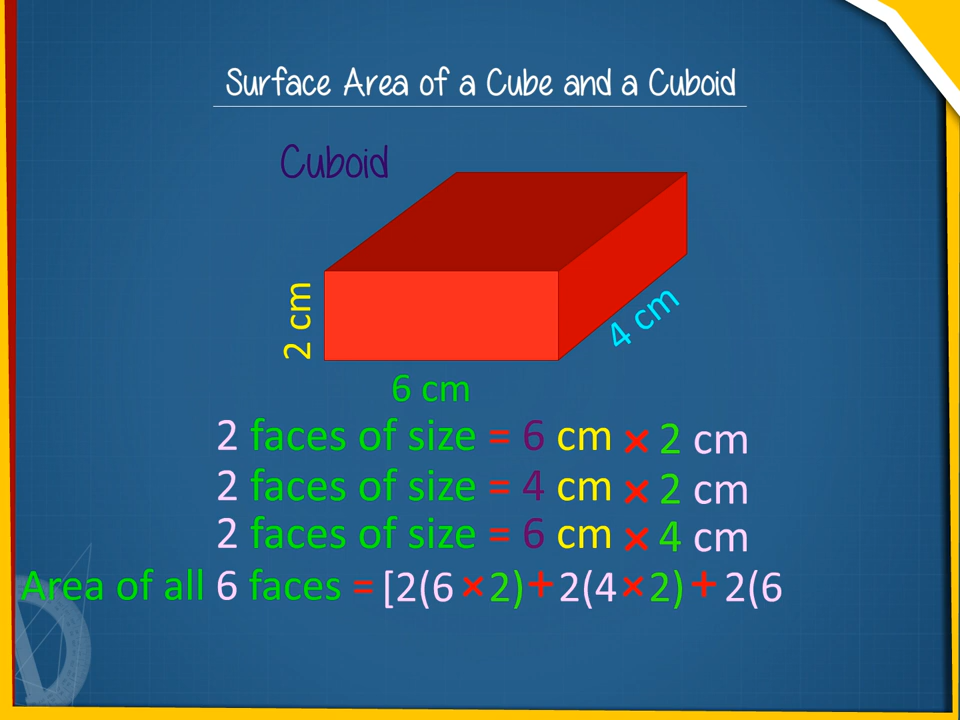 Surface Area of a Cube and a Cuboid
Cuboid
2 cm
4 cm
6 cm
2 faces of size = 6 cm × 2 cm
2 faces of size = 4 cm × 2 cm
2 faces of size = 6 cm × 4 cm
Area of all 6 faces = [2(6 ×2)+2(4×2) + 2(6